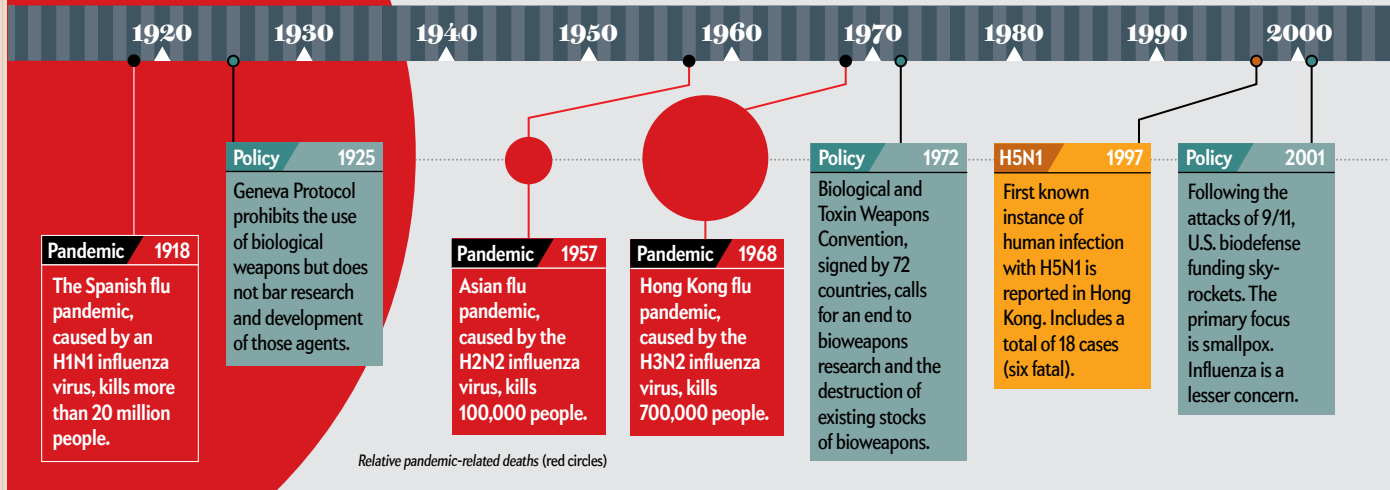 1920 1930 1940 1950 1960 1970 1980 1990 2000
Pandemic 1918
The Spanish flu
pandemic,
caused by an
H1N1 influenza
virus, kills more
than 20 million
people.
Policy 1925
Geneva Protocol
prohibits the use
of biological
weapons but does
not bar research
and development
of those agents.
Pandemic 1957
Asian flu
pandemic,
caused by the
H2N2 influenza
virus, kills
100,000 people.
Pandemic 1968
Hong Kong flu
pandemic,
caused by the
H3N2 influenza
virus, kills
700,000 people.
Policy 1972
Biological and
Toxin Weapons
Convention,
signed by 72
countries, calls
for an end to
bioweapons
research and the
destruction of
existing stocks
of bioweapons.
H5N1 1997
First known
instance of
human infection
with H5N1 is
reported in Hong
Kong. Includes a
total of 18 cases
(six fatal).
Policy 2001
Following the
attacks of 9/11,
U.S. biodefense
funding sky-
rockets. The
primary focus
is smallpox.
Influenza is a
lesser concern.
Relative pandemic-related deaths (red circles)